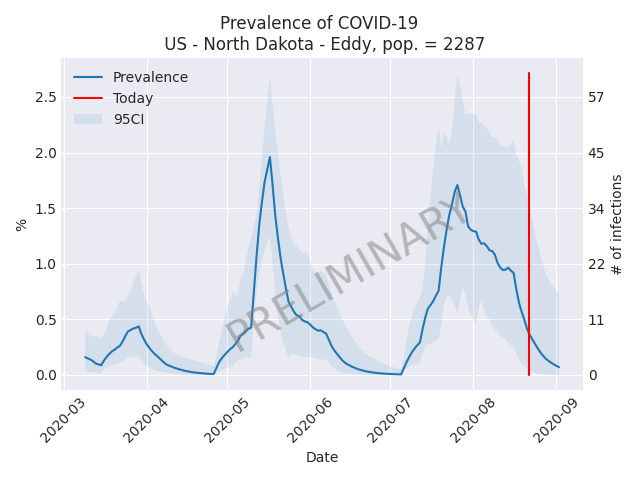 Prevalence of COVID-19
US - North Dakota - Eddy, pop. = 2287
Prevalence
Today
95CI
2.5
2.0
1.5
1.0
0.5
0.0
%
57
45
34
22
11
0
# of infections
PRELIMINARY
2020-03
2020-04
2020-05
2020-06
2020-07
2020-08
2020-09
Date